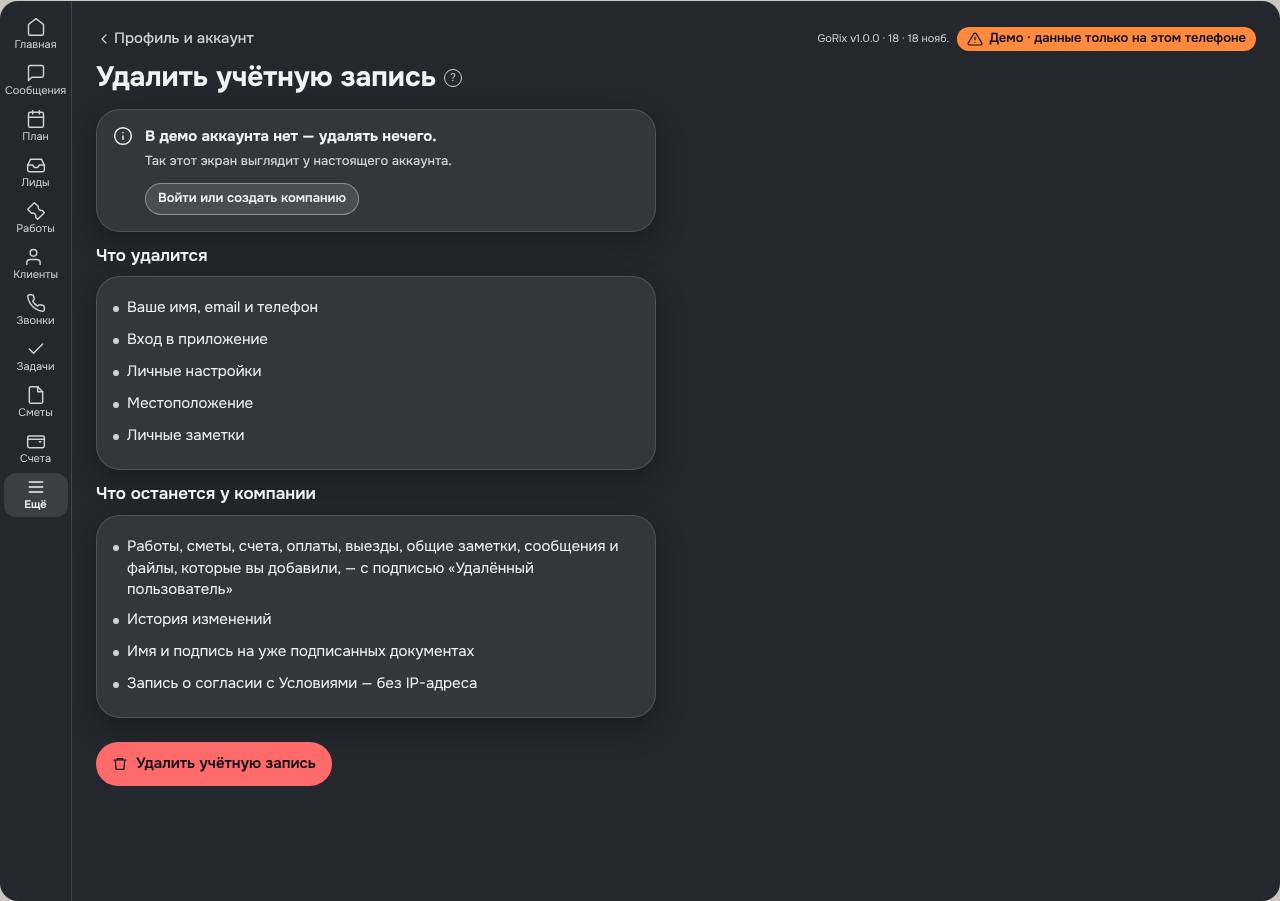 Главная
Сообщения
План
Лиды
Работы
Клиенты
Звонки
Задачи
Сметы
Счета
Ещё
Профиль и аккаунт
GoRix v1.0.0 · 18 · 18 нояб.
Демо · данные только на этом телефоне
Удалить учётную запись ?
В демо аккаунта нет — удалять нечего.
Так этот экран выглядит у настоящего аккаунта.
Войти или создать компанию
Что удалится
Ваше имя, email и телефон
Вход в приложение
Личные настройки
Местоположение
Личные заметки
Что останется у компании
Работы, сметы, счета, оплаты, выезды, общие заметки, сообщения и
файлы, которые вы добавили, — с подписью «Удалённый
пользователь»
История изменений
Имя и подпись на уже подписанных документах
Запись о согласии с Условиями — без IP-адреса
Удалить учётную запись